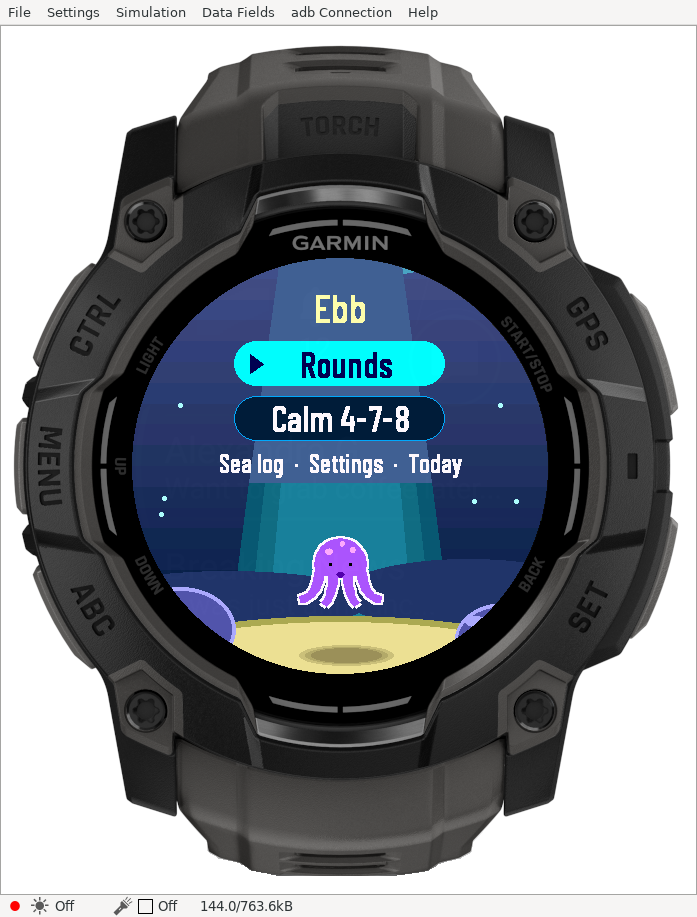 File Settings Simulation Data Fields adb Connection Help
TORCH
GARMIN
CTRL
LIGHT
START/STOP
GPS
Ebb
Rounds
Calm 4-7-8
Sea log · Settings · Today
MENU
UP
DOWN
BACK
ABC
SET
Off Off 144.0/763.6kB